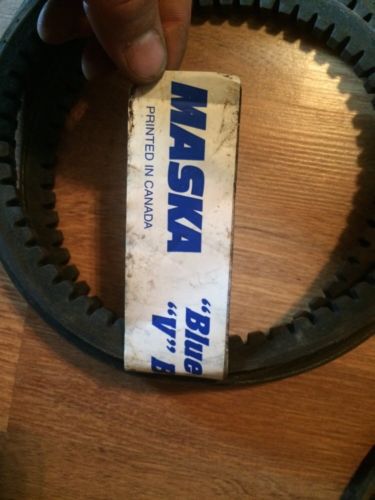 MASKA
PRINTED IN CANADA
"Blue
"V" B